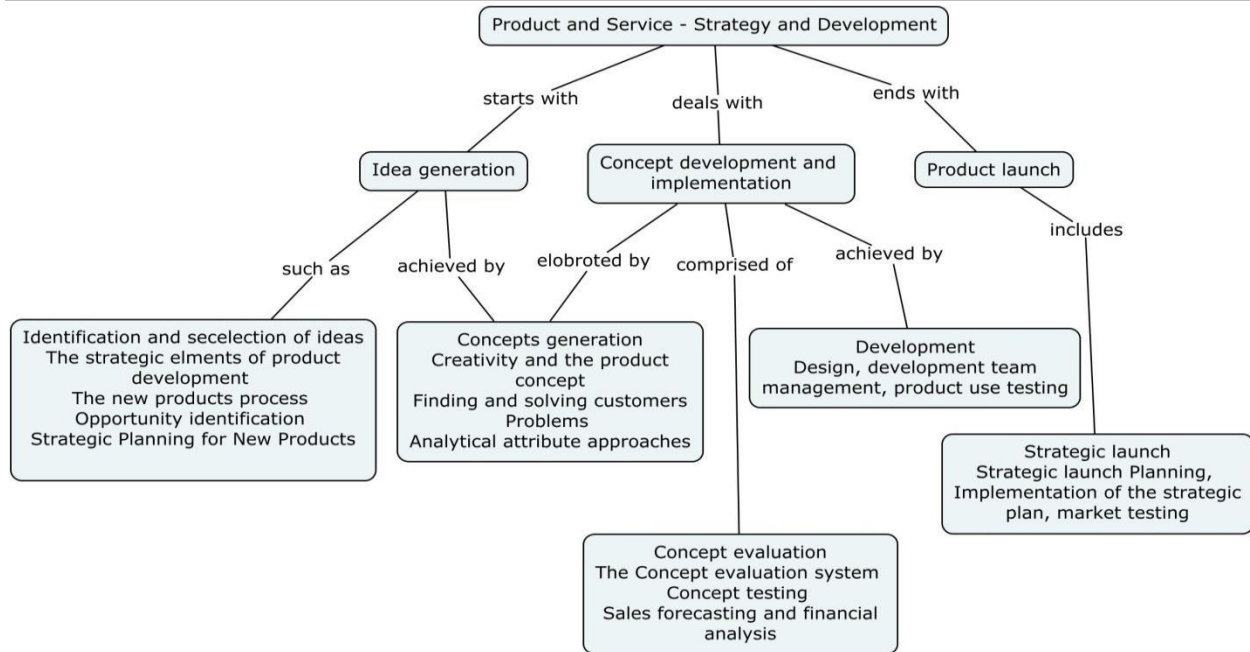 Product and Service - Strategy and Development
starts with
deals with
ends with
Idea generation
Concept development and
implementation
Product launch
such as
achieved by
elobroted by
comprised of
achieved by
includes
Identification and secelection of ideas
The strategic elments of product
development
The new products process
Opportunity identification
Strategic Planning for New Products
Concepts generation
Creativity and the product
concept
Finding and solving customers
Problems
Analytical attribute approaches
Development
Design, development team
management, product use testing
Strategic launch
Strategic launch Planning,
Implementation of the strategic
plan, market testing
Concept evaluation
The Concept evaluation system
Concept testing
Sales forecasting and financial
analysis